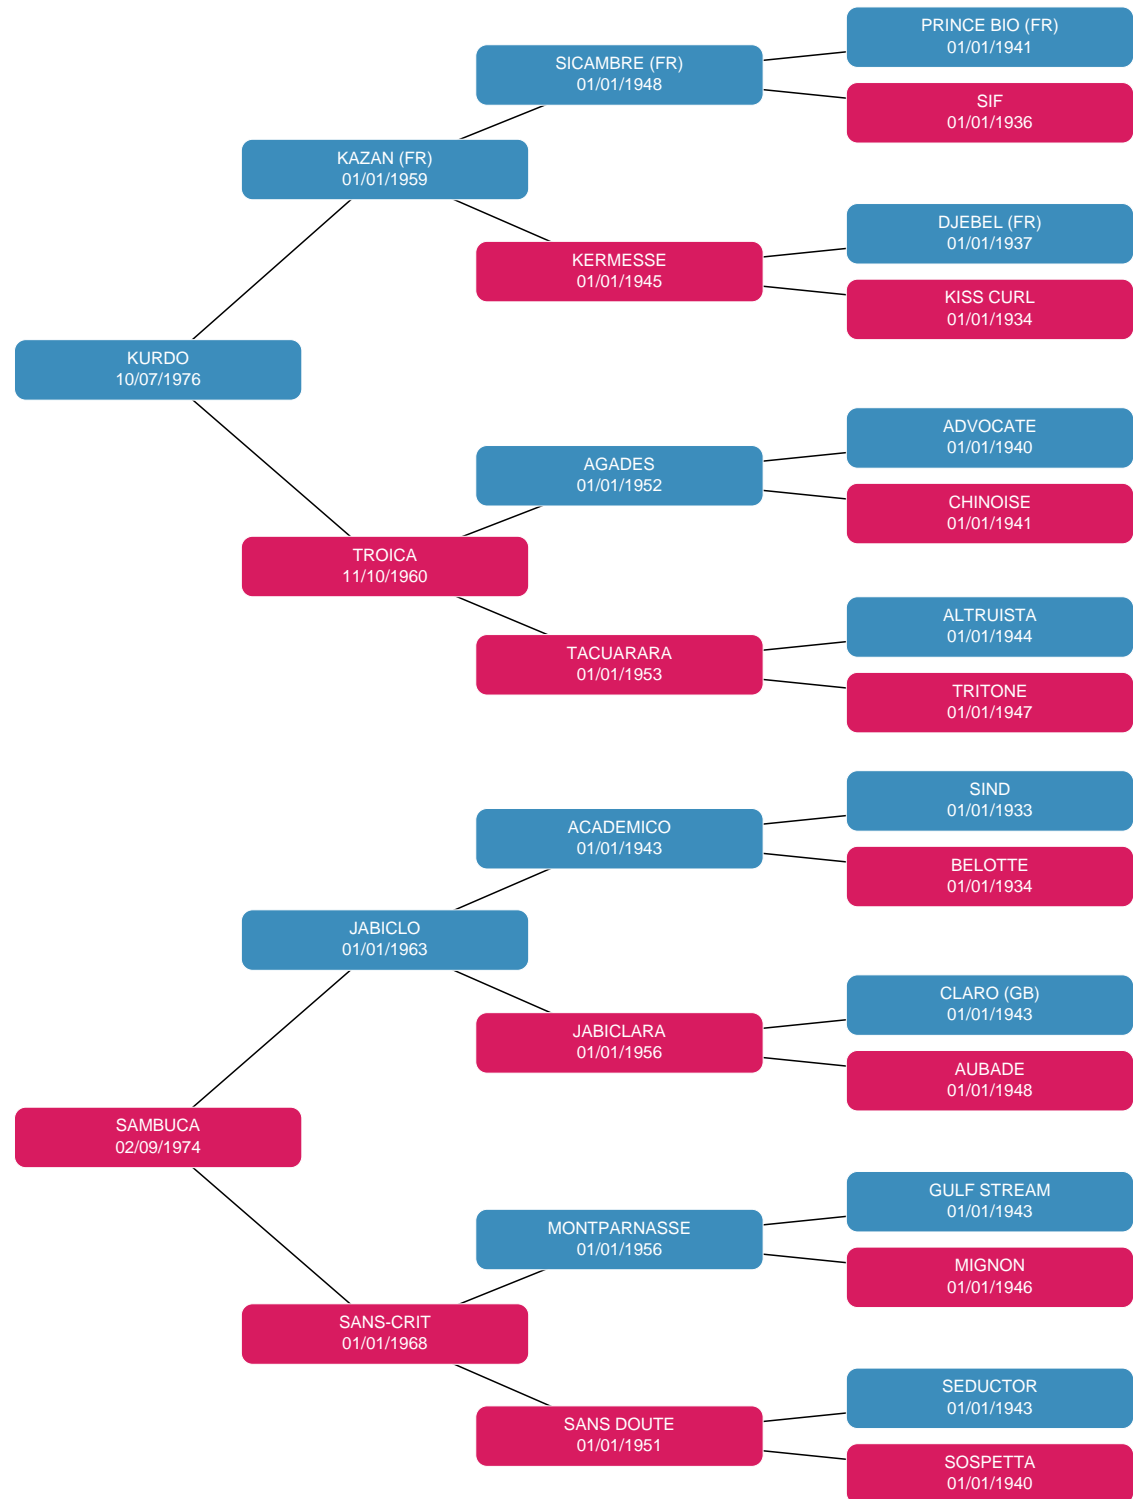 PRINCE BIO (FR)
01/01/1941
SICAMBRE (FR)
01/01/1948
SIF
01/01/1936
KAZAN (FR)
01/01/1959
DJEBEL (FR)
01/01/1937
KERMESSE
01/01/1945
KISS CURL
01/01/1934
KURDO
10/07/1976
ADVOCATE
01/01/1940
AGADES
01/01/1952
CHINOISE
01/01/1941
TROICA
11/10/1960
ALTRUISTA
01/01/1944
TACUARARA
01/01/1953
TRITONE
01/01/1947
SIND
01/01/1933
ACADEMICO
01/01/1943
BELOTTE
01/01/1934
JABICLO
01/01/1963
CLARO (GB)
01/01/1943
JABICLARA
01/01/1956
AUBADE
01/01/1948
SAMBUCA
02/09/1974
GULF STREAM
01/01/1943
MONTPARNASSE
01/01/1956
MIGNON
01/01/1946
SANS-CRIT
01/01/1968
SEDUCTOR
01/01/1943
SANS DOUTE
01/01/1951
SOSPETTA
01/01/1940